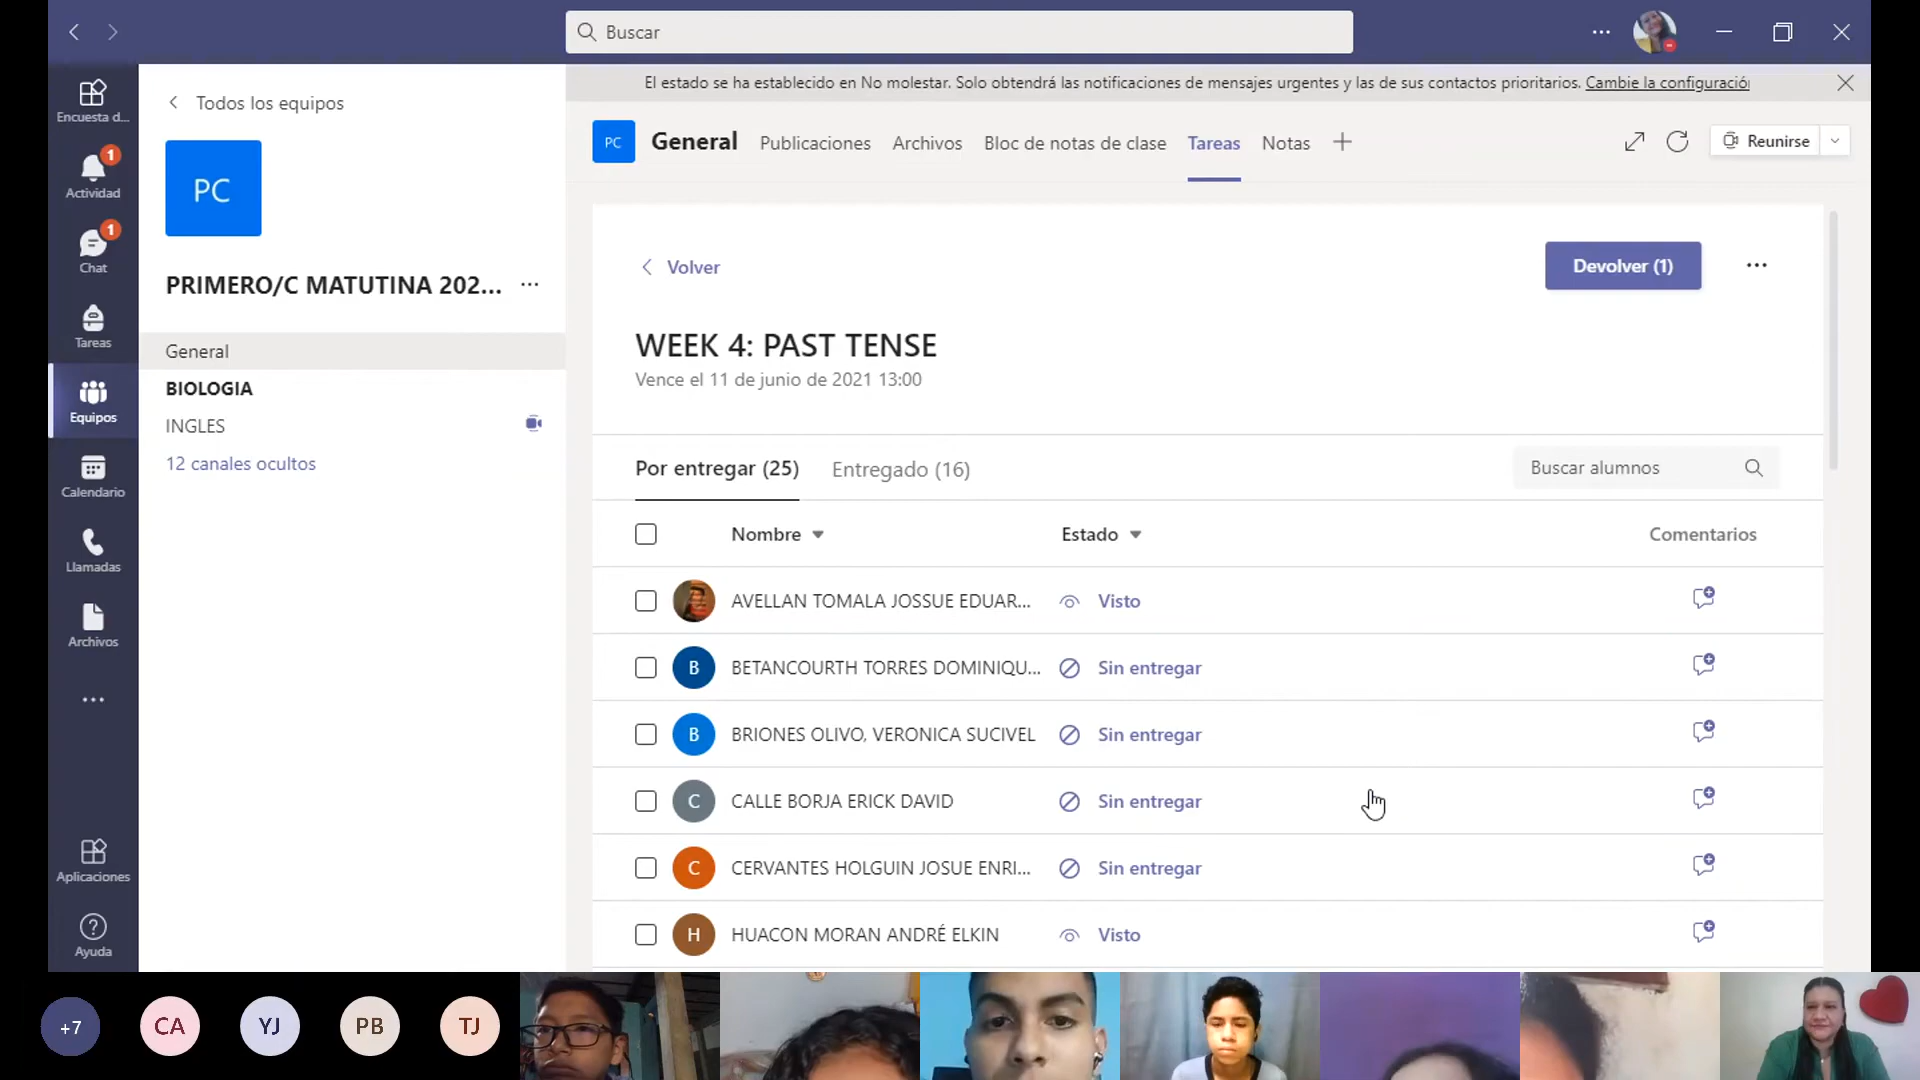 Buscar
Encuesta d...
1
Actividad
1
Chat
Tareas
Equipos
Calendario
Llamadas
Archivos
Aplicaciones
Ayuda
Todos los equipos
PC
PRIMERO/C MATUTINA 202...
General
BIOLOGIA
INGLES
12 canales ocultos
El estado se ha establecido en No molestar. Solo obtendrá las notificaciones de mensajes urgentes y las de sus contactos prioritarios. Cambie la configuració
PC General Publicaciones Archivos Bloc de notas de clase Tareas Notas
Reunirse
Volver
Devolver (1)
WEEK 4: PAST TENSE
Vence el 11 de junio de 2021 13:00
Por entregar (25) Entregado (16)
Buscar alumnos
Nombre Estado Comentarios
AVELLAN TOMALA JOSSUE EDUAR... Visto
B BETANCOURTH TORRES DOMINIQU... Sin entregar
B BRIONES OLIVO, VERONICA SUCIVEL Sin entregar
C CALLE BORJA ERICK DAVID Sin entregar
C CERVANTES HOLGUIN JOSUE ENRI... Sin entregar
H HUACON MORAN ANDRÉ ELKIN Visto
+7 CA YJ PB TJ